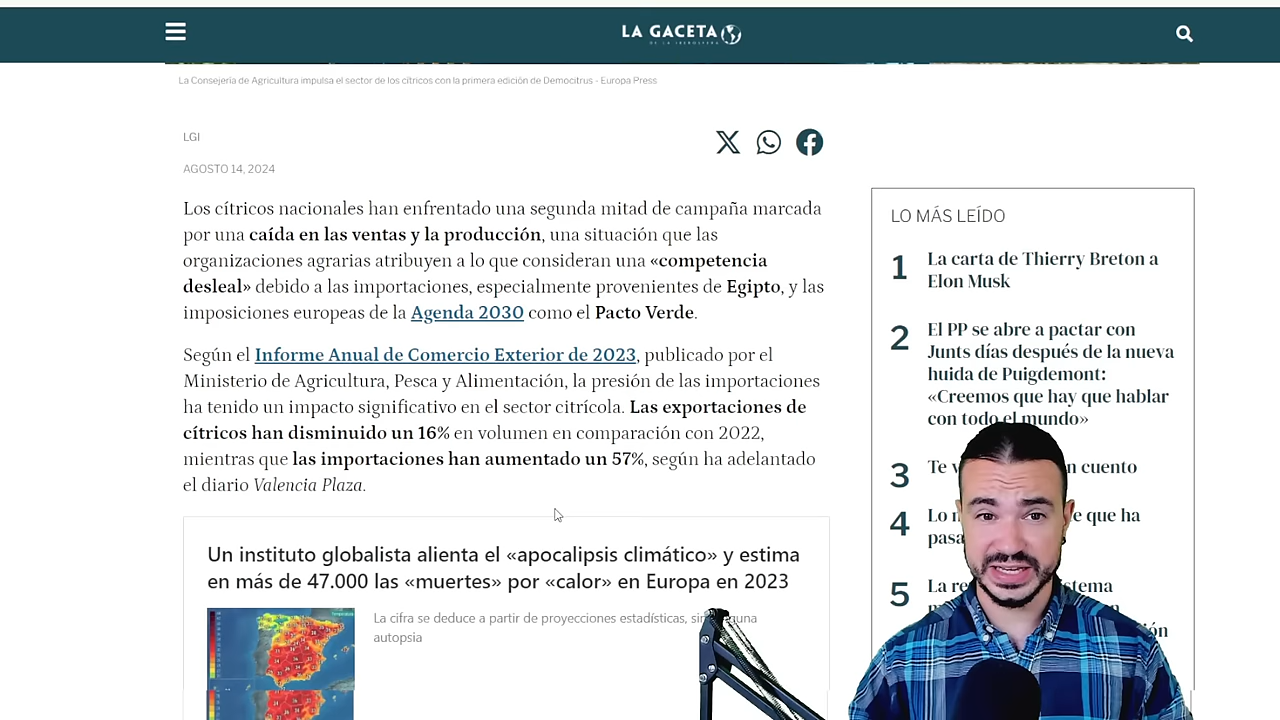 LA GACETA
DE LA IBEROSFERA
La Consejería de Agricultura impulsa el sector de los cítricos con la primera edición de Democitrus - Europa Press
LGI
AGOSTO 14, 2024
Los cítricos nacionales han enfrentado una segunda mitad de campaña marcada
por una caída en las ventas y la producción, una situación que las
organizaciones agrarias atribuyen a lo que consideran una «competencia
desleal» debido a las importaciones, especialmente provenientes de Egipto, y las
imposiciones europeas de la Agenda 2030 como el Pacto Verde.
Según el Informe Anual de Comercio Exterior de 2023, publicado por el
Ministerio de Agricultura, Pesca y Alimentación, la presión de las importaciones
ha tenido un impacto significativo en el sector citrícola. Las exportaciones de
cítricos han disminuido un 16% en volumen en comparación con 2022,
mientras que las importaciones han aumentado un 57%, según ha adelantado
el diario Valencia Plaza.
Un instituto globalista alienta el «apocalipsis climático» y estima
en más de 47.000 las «muertes» por «calor» en Europa en 2023
La cifra se deduce a partir de proyecciones estadísticas, sin
autopsia
LO MÁS LEÍDO
1 La carta de Thierry Breton a
Elon Musk
2 El PP se abre a pactar con
Junts días después de la nueva
huida de Puigdemont:
«Creemos que hay que hablar
con todo el mundo»
3 Te cuento
4 Lo que ha
5 La